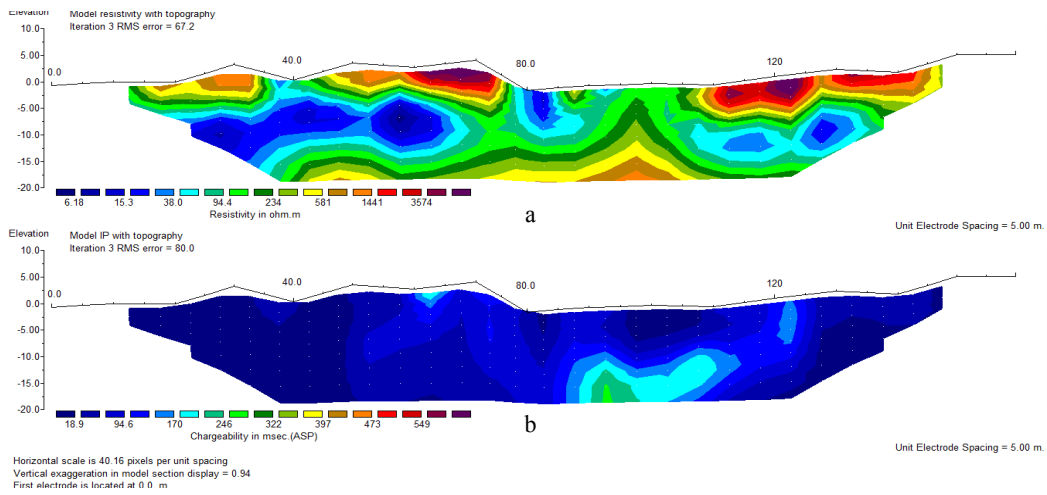 Elevation
Model resistivity with topography
Iteration 3 RMS error = 67.2
10.0
5.0
0.0
-5.00
-10.0
-15.0
-20.0
0.0
40.0
80.0
120
6.18 15.3 38.0 94.4 234 581 1441 3574
Resistivity in ohm.m
a
Unit Electrode Spacing = 5.00 m.
Elevation
Model IP with topography
Iteration 3 RMS error = 80.0
10.0
5.0
0.0
-5.00
-10.0
-15.0
-20.0
0.0
40.0
80.0
120
18.9 94.6 170 246 322 397 473 549
Chargeability in msec.(ASP)
b
Unit Electrode Spacing = 5.00 m.
Horizontal scale is 40.16 pixels per unit spacing
Vertical exaggeration in model section display = 0.94
First electrode is located at 0.0 m.